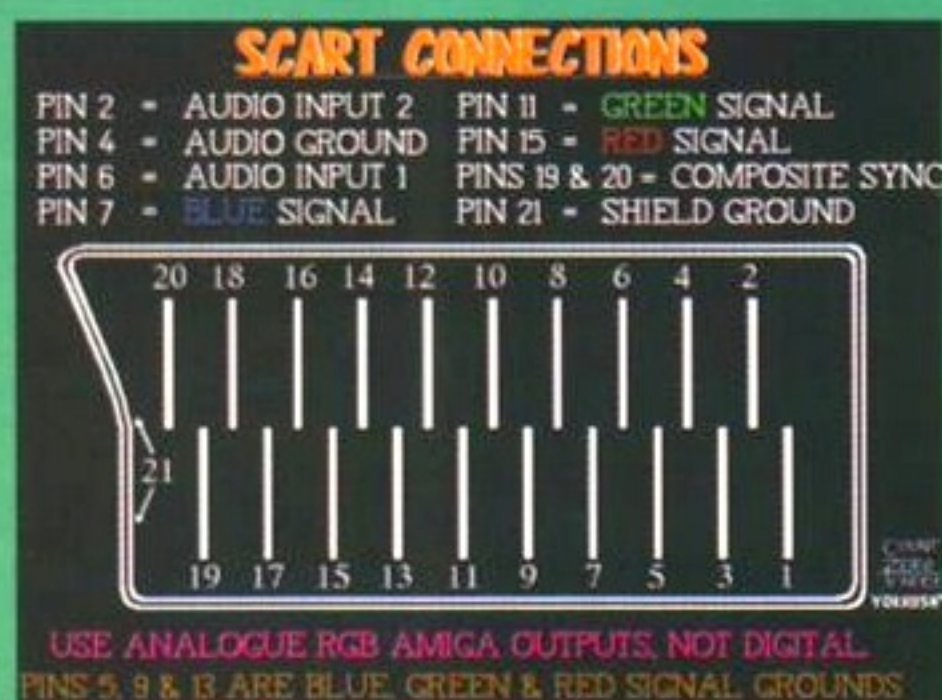 SCART CONNECTIONS
PIN 2 - AUDIO INPUT 2
PIN 4 - AUDIO GROUND
PIN 6 - AUDIO INPUT 1
PIN 7 - BLUE SIGNAL
PIN 11 - GREEN SIGNAL
PIN 15 - RED SIGNAL
PINS 19 & 20 = COMPOSITE SYNC
PIN 21 - SHIELD GROUND
20 18 16 14 12 10 8 6 4 2
21
19 17 15 13 11 9 7 5 3 1
USE ANALOGUE RGB AMIGA OUTPUTS, NOT DIGITAL.
PINS 5, 9 & 13 ARE BLUE, GREEN & RED SIGNAL GROUNDS